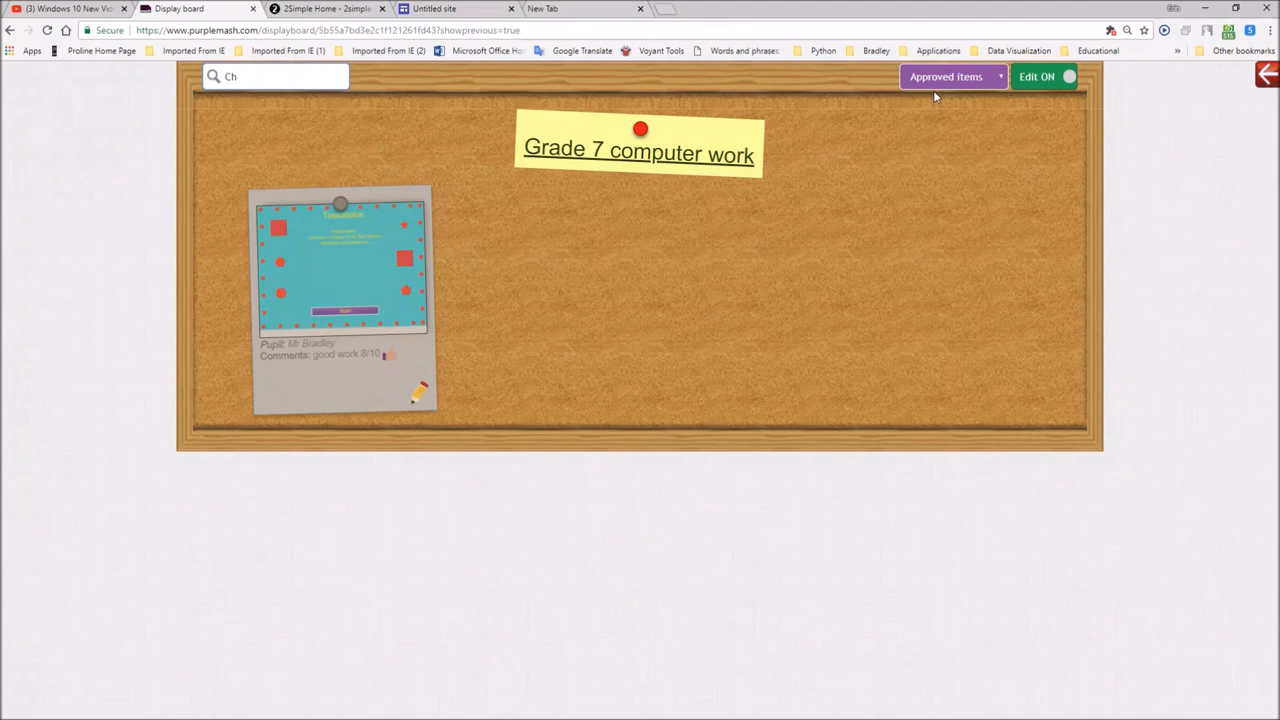 (3) Windows 10 New Vid
Display board
2Simple Home - 2simple
Untitled site
New Tab
Secure
https://www.purplemash.com/displayboard/5b55a7bd3e2c1f121261fd43?showprevious=true
Apps
Proline Home Page
Imported From IE
Imported From IE (1)
Imported From IE (2)
Microsoft Office Ho
Google Translate
Voyant Tools
Words and phrases
Python
Bradley
Applications
Data Visualization
Educational
»
Other bookmarks
Ch
Approved items
Edit ON
Grade 7 computer work
Start
Pupil: Mr Bradley
Comments: good work 8/10